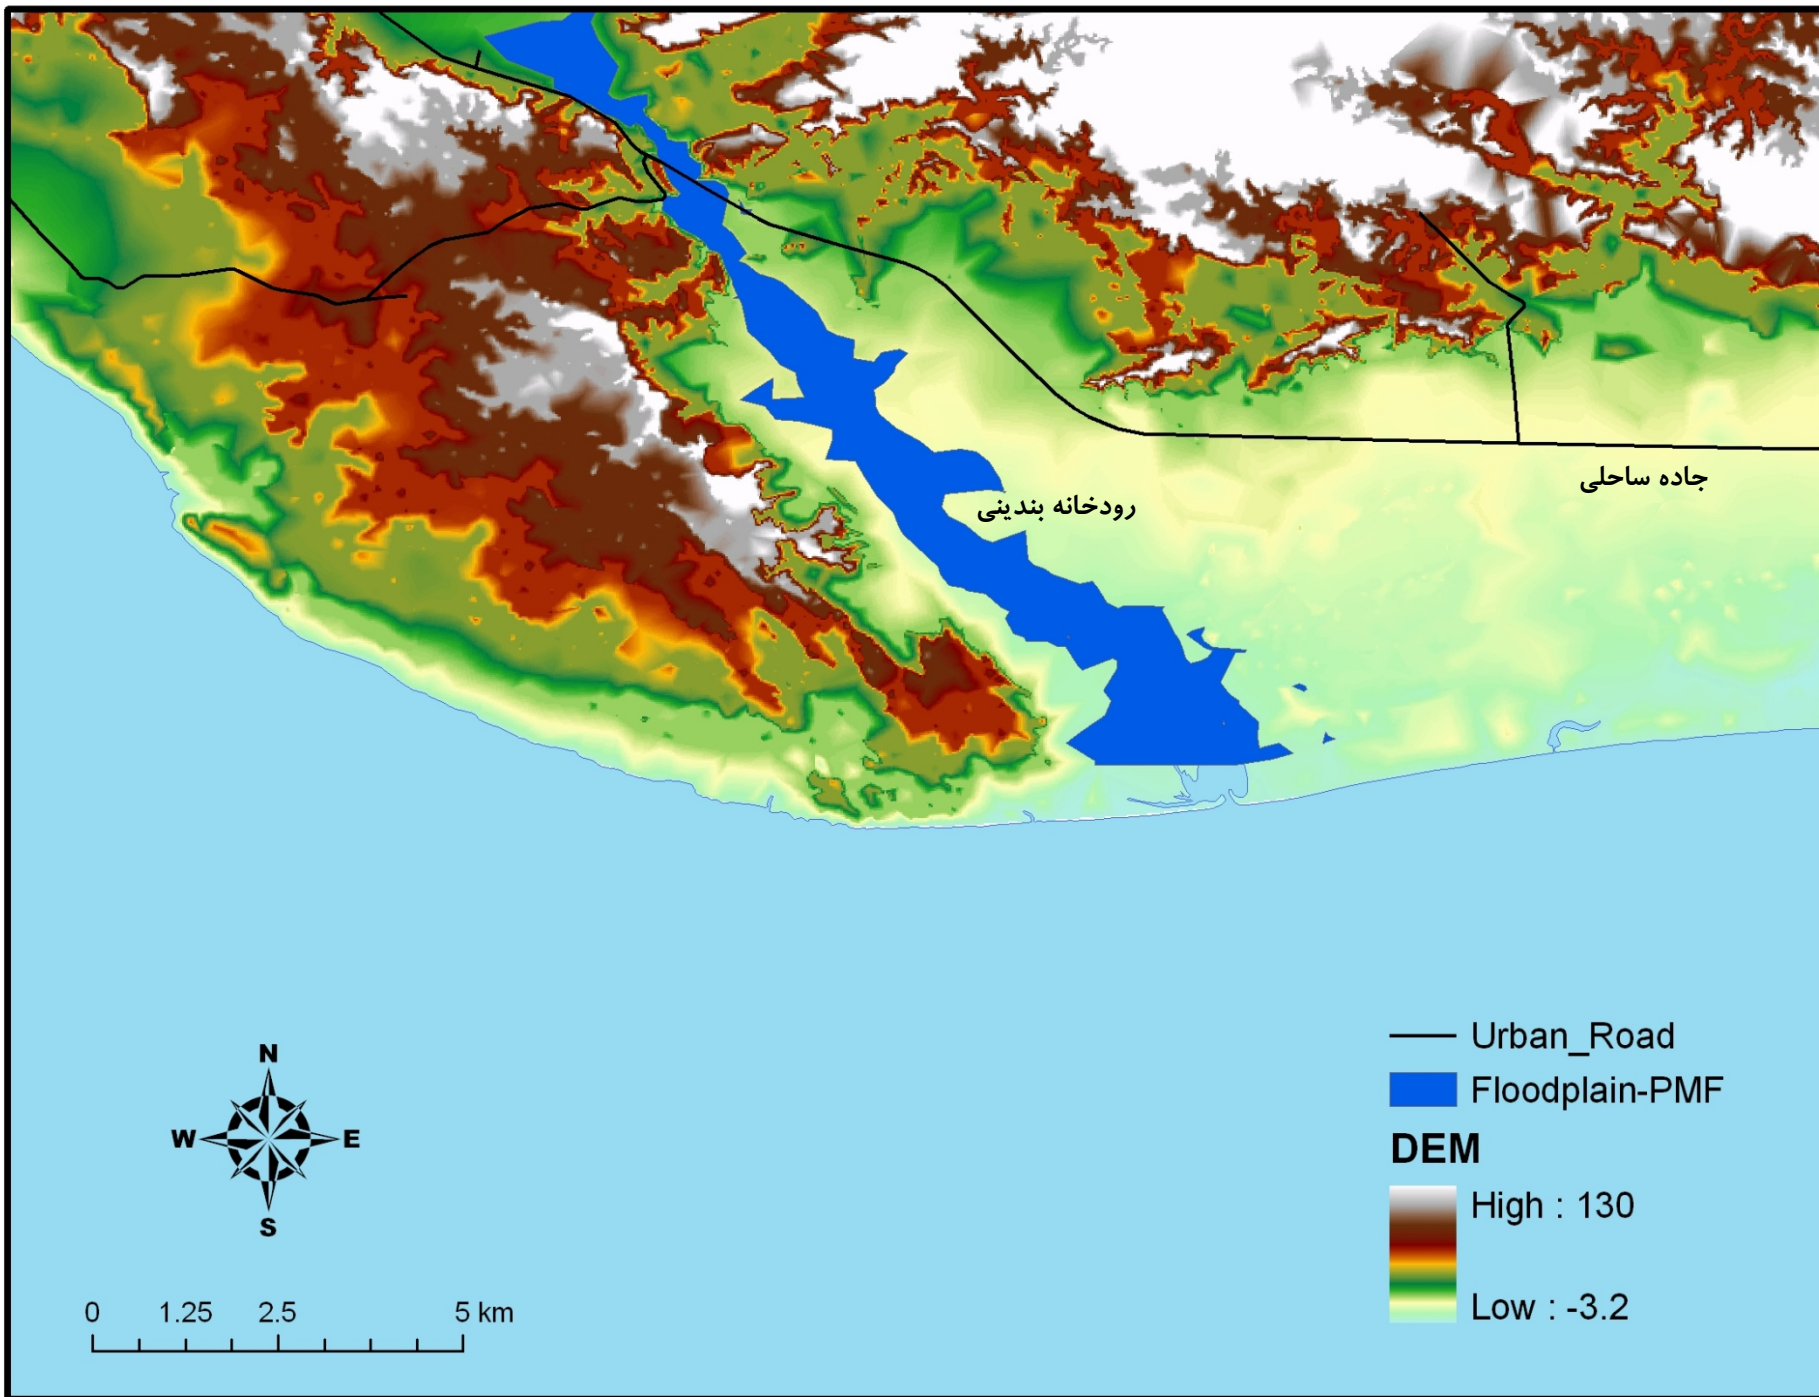 جاده ساحلی
رودخانه بندینی
N
W E
S
0 1.25 2.5 5 km
Urban_Road
Floodplain-PMF
DEM
High : 130
Low : -3.2